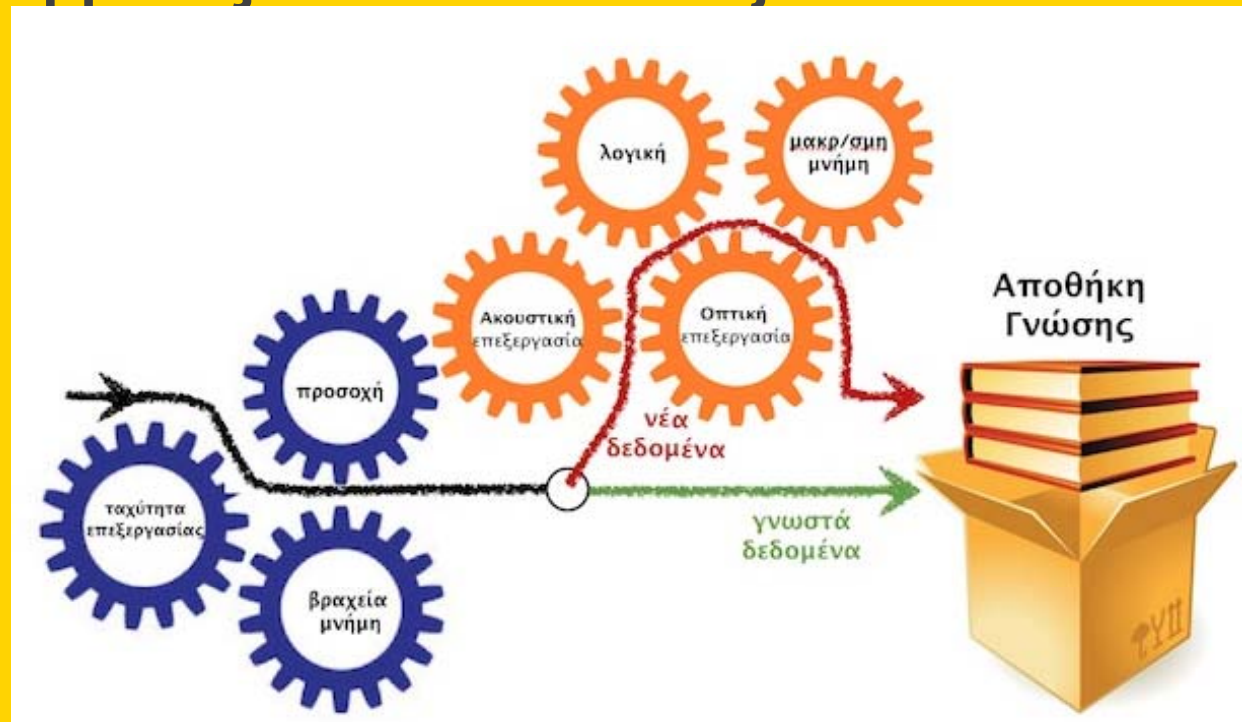 λογική
μακρ/σμη
μνήμη
Ακουστική
επεξεργασία
Οπτική
επεξεργασία
προσοχή
ταχύτητα
επεξεργασίας
βραχεία
μνήμη
νέα
δεδομένα
γνωστά
δεδομένα
Αποθήκη
Γνώσης